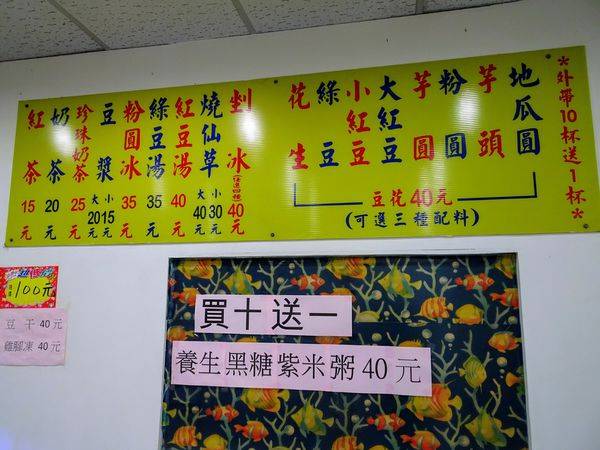 *外帶10杯送1杯*
地瓜圓
芋頭
粉圓
芋圓
大紅豆
小紅豆
綠豆
花生
豆花40元
(可選三種配料)
剉冰(任選四種)40元
燒仙草 大40 小30元
紅豆湯40元
綠豆湯35元
粉圓冰35元
豆漿 大20 小15元
珍珠奶茶25元
奶茶20元
紅茶15元
100元
豆干 40元
雞腳凍 40元
買十送一
養生黑糖紫米粥40元